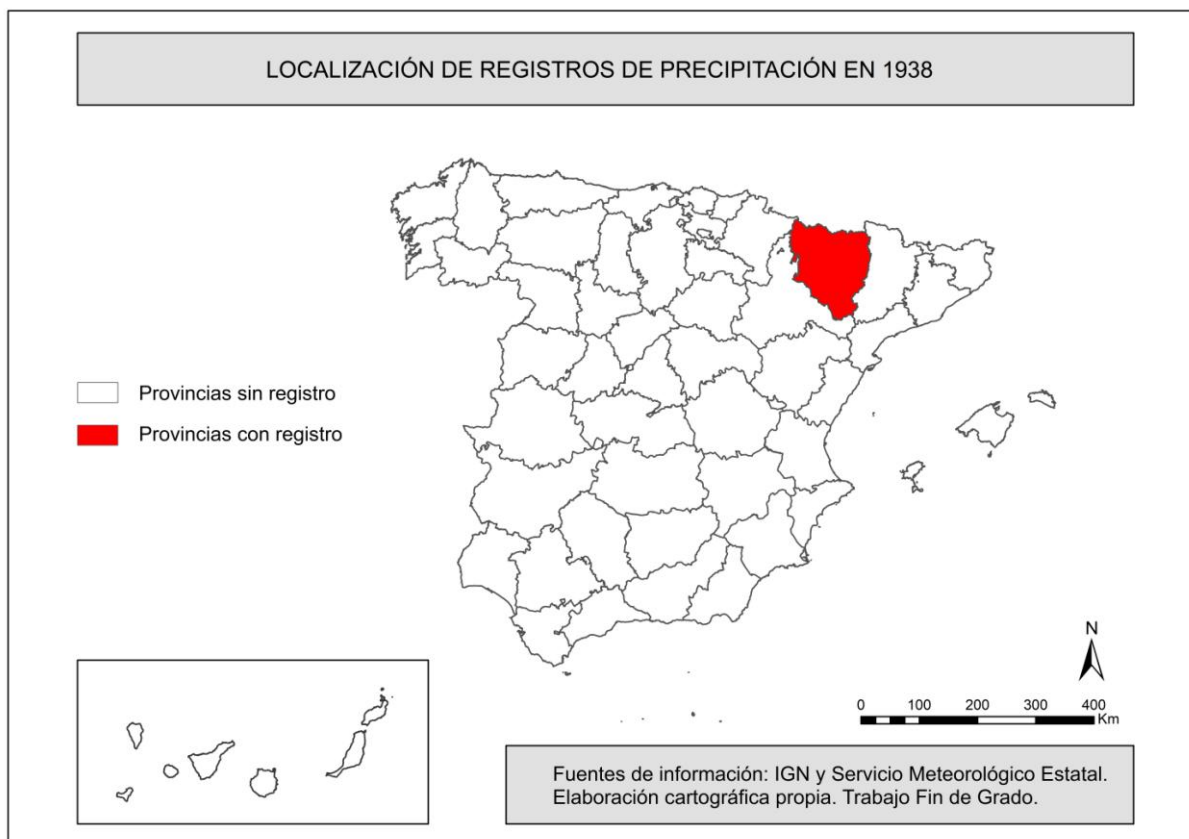 LOCALIZACIÓN DE REGISTROS DE PRECIPITACIÓN EN 1938
Provincias sin registro
Provincias con registro
N
0 100 200 300 400
Km
Fuentes de información: IGN y Servicio Meteorológico Estatal.
Elaboración cartográfica propia. Trabajo Fin de Grado.